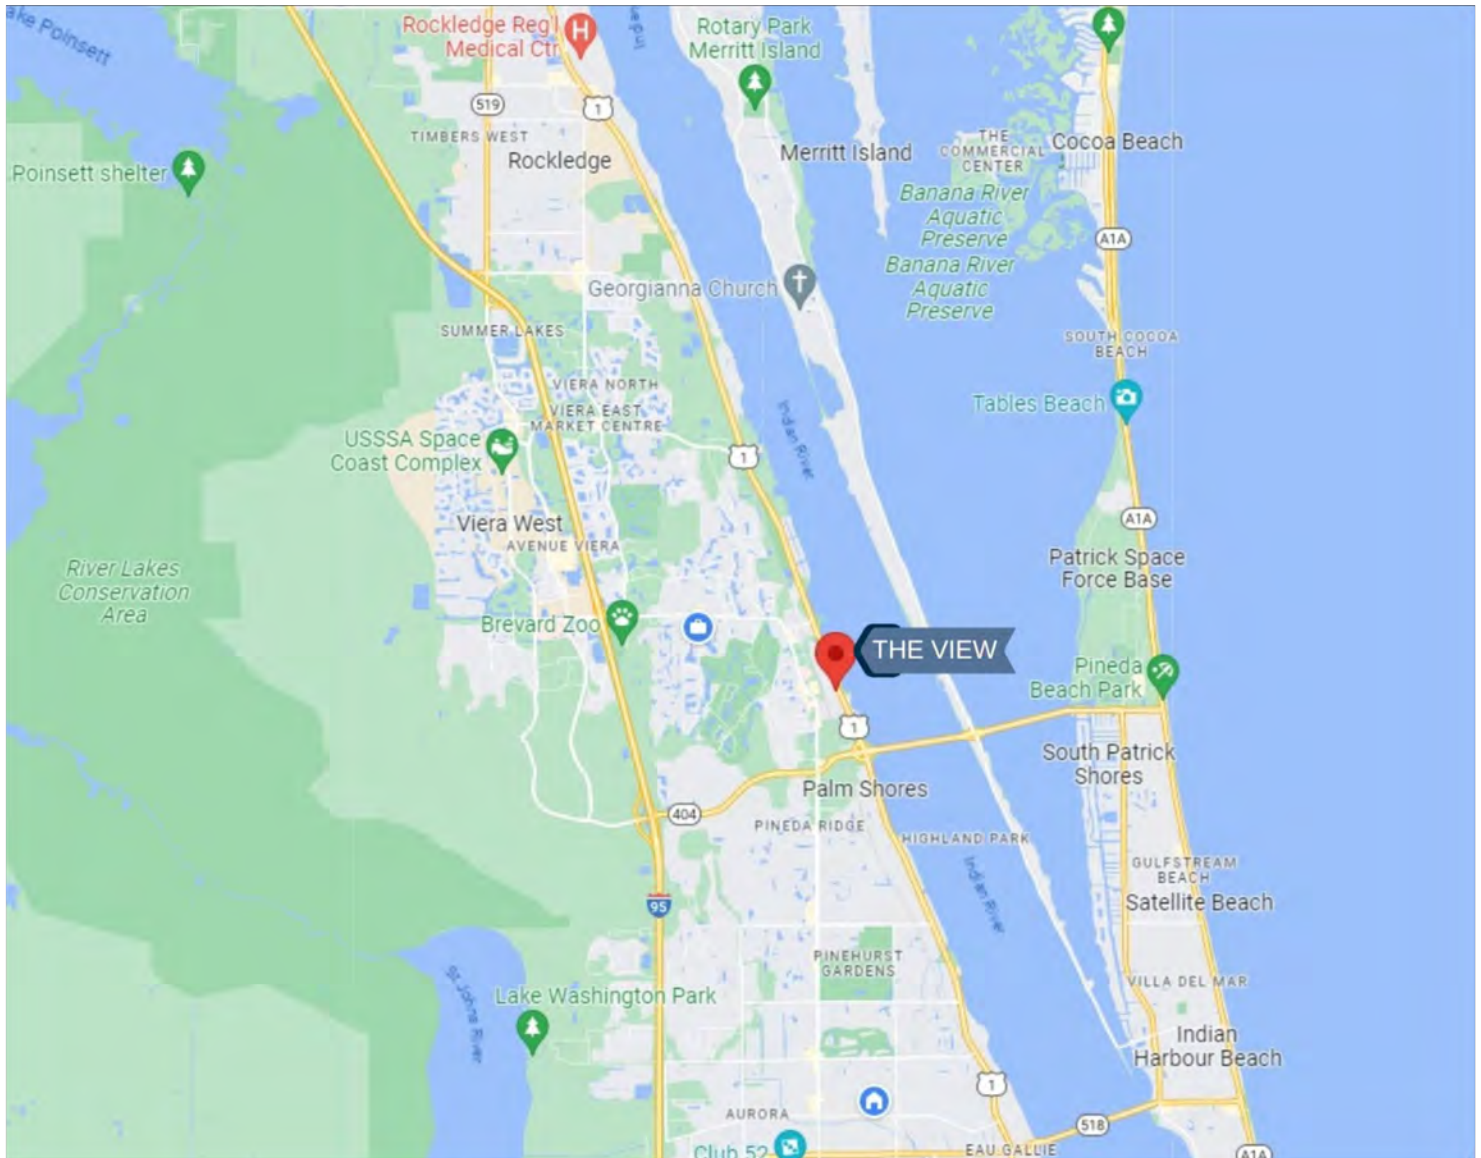 ake Poinsett
Rockledge Reg'l
Medical Ctr
H
Rotary Park
Merritt Island
519
1
TIMBERS WEST
Rockledge
Merritt Island
THE
COMMERCIAL
CENTER
Cocoa Beach
Poinsett shelter
Banana River
Aquatic
Preserve
A1A
Banana River
Aquatic
Preserve
Georgianna Church
SUMMER LAKES
SOUTH COCOA
BEACH
VIERA NORTH
VIERA EAST
MARKET CENTRE
Tables Beach
Indian River
USSSA Space
Coast Complex
1
Viera West
AVENUE VIERA
A1A
Patrick Space
Force Base
River Lakes
Conservation
Area
Brevard Zoo
THE VIEW
Pineda
Beach Park
1
South Patrick
Shores
Palm Shores
404
PINEDA RIDGE
HIGHLAND PARK
Indian River
GULFSTREAM
BEACH
95
Satellite Beach
PINEHURST
GARDENS
St Johns River
VILLA DEL MAR
Lake Washington Park
Indian
Harbour Beach
1
AURORA
518
Club 52
EAU GALLIE
A1A